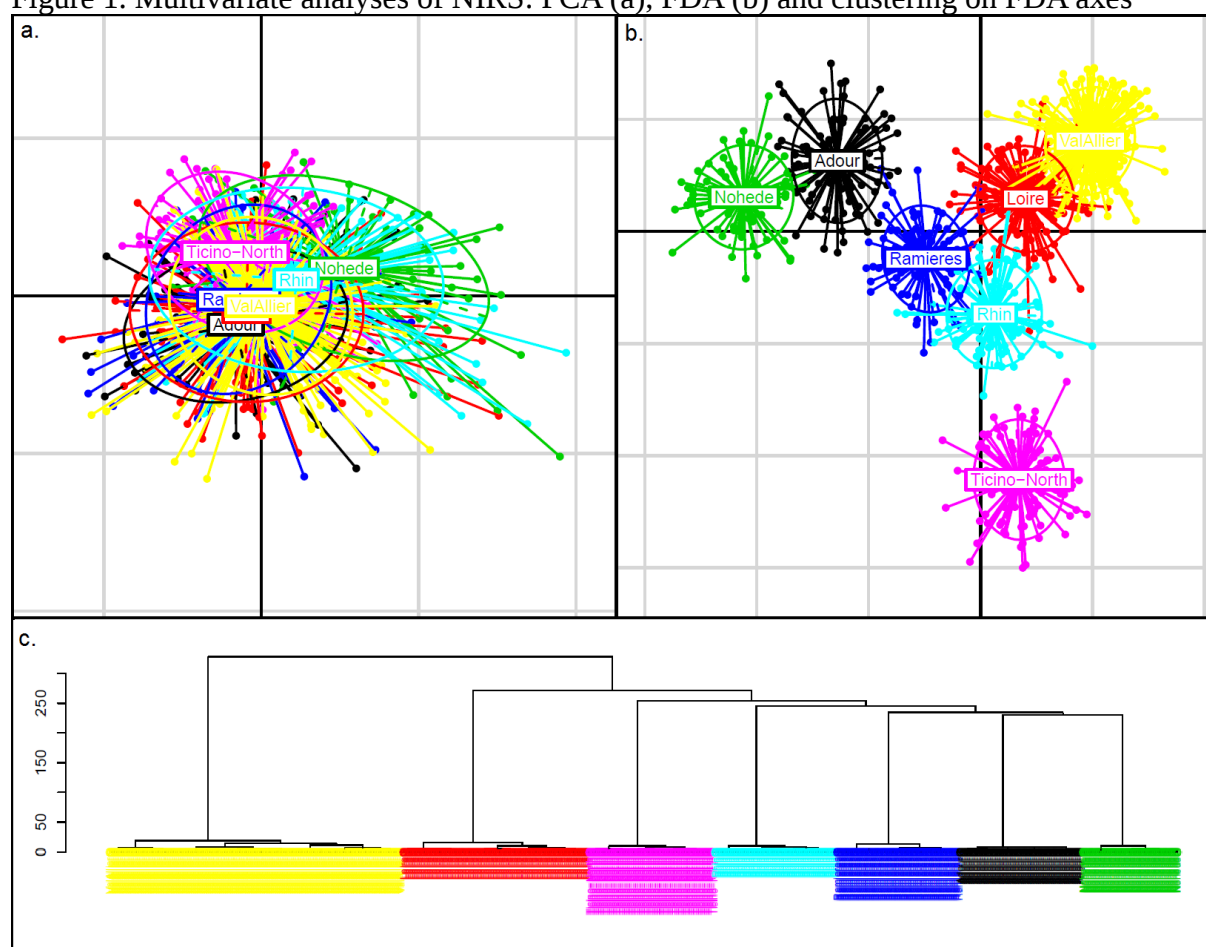 Figure 1: Multivariate analyses of NIRS: PCA (a), FDA (b) and clustering on FDA axes
a.
Ticino-North
Nohede
Rhin
Ra
ValAllier
Adour
b.
ValAllier
Adour
Nohede
Loire
Ramieres
Rhin
Ticino-North
c.
250
150
50
0